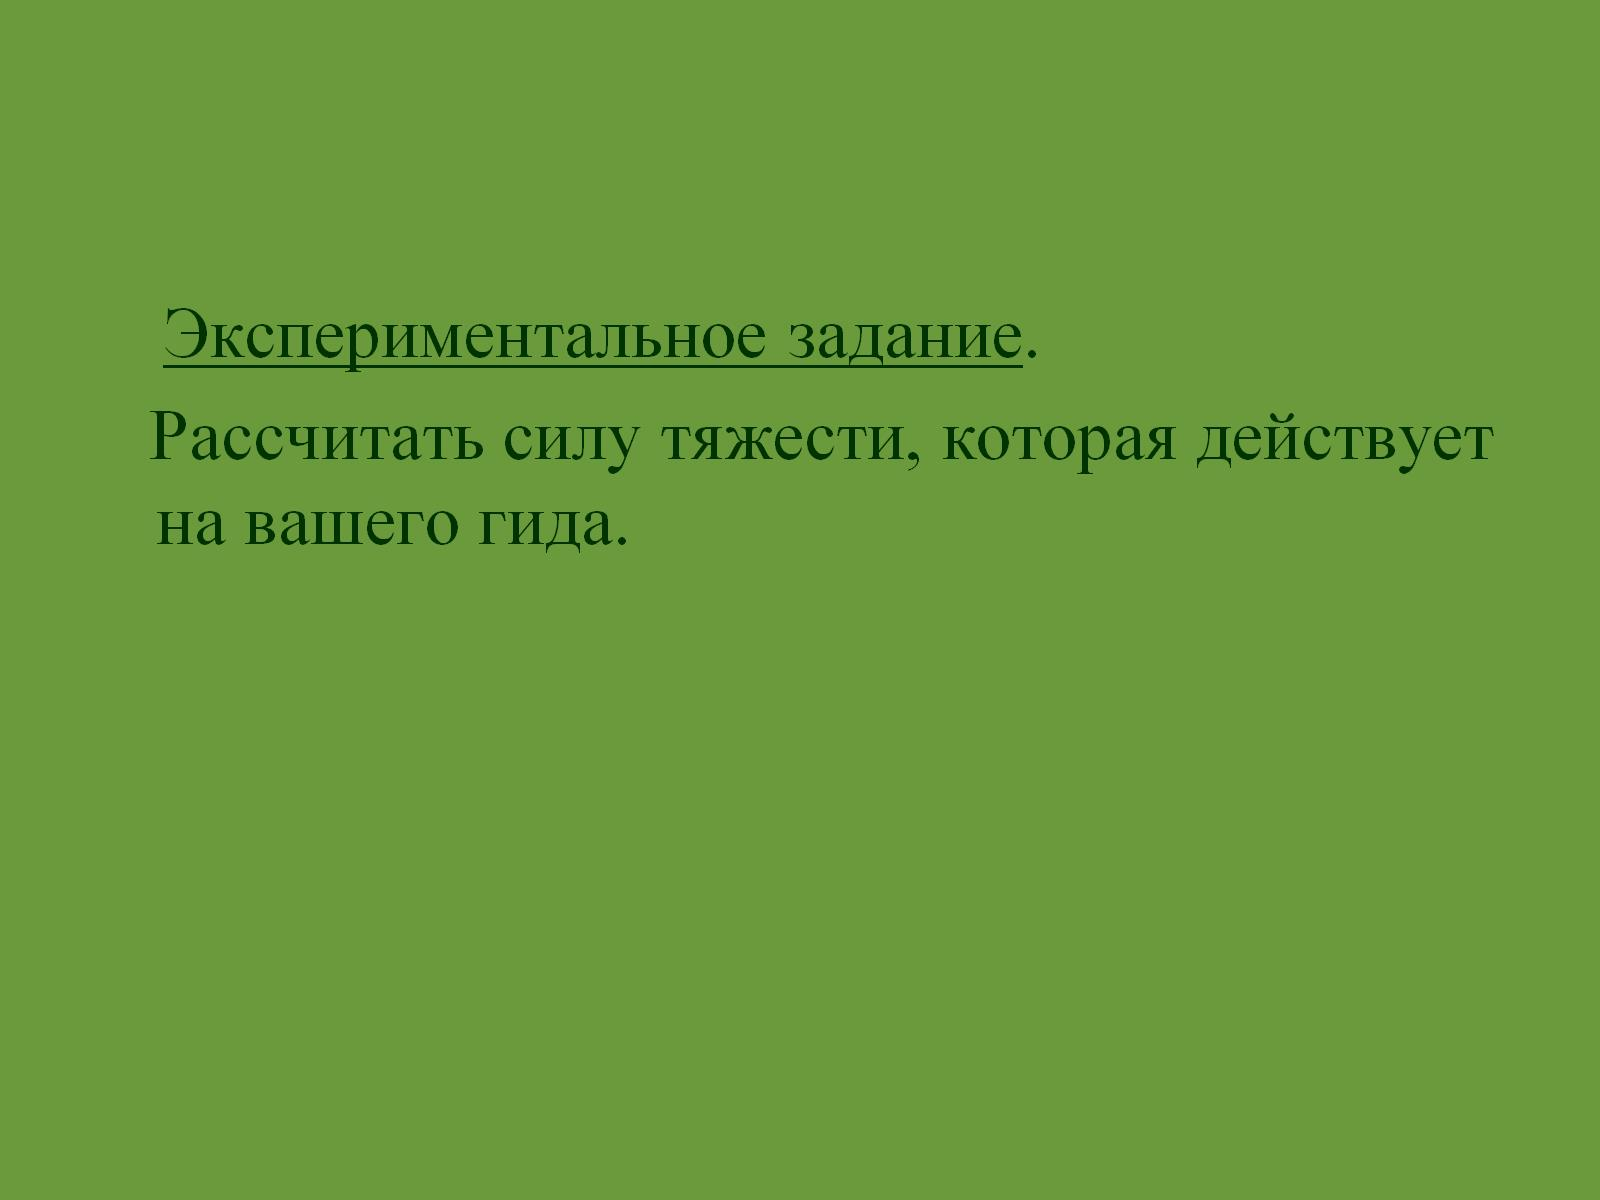 Экспериментальное задание.
Рассчитать силу тяжести, которая действует
на вашего гида.